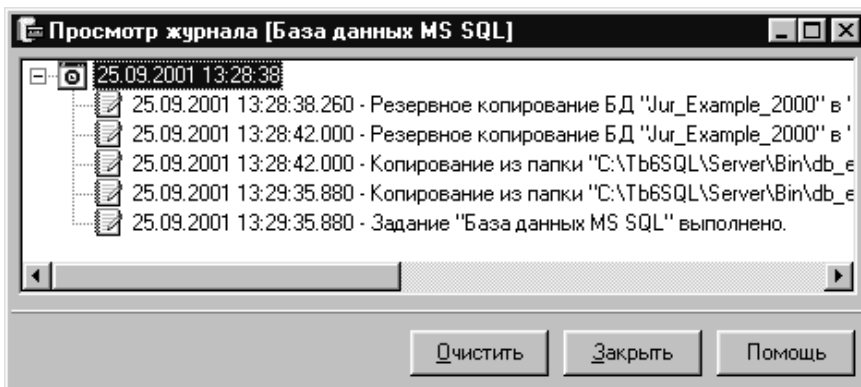 Просмотр журнала [База данных MS SQL]
25.09.2001 13:28:38
25.09.2001 13:28:38.260 - Резервное копирование БД "Jur_Example_2000" в '
25.09.2001 13:28:42.000 - Резервное копирование БД "Jur_Example_2000" в '
25.09.2001 13:28:42.000 - Копирование из папки "C:\Tb6SQL\Server\Bin\db_e
25.09.2001 13:29:35.880 - Копирование из папки "C:\Tb6SQL\Server\Bin\db_e
25.09.2001 13:29:35.880 - Задание "База данных MS SQL" выполнено.
Очистить Закрыть Помощь